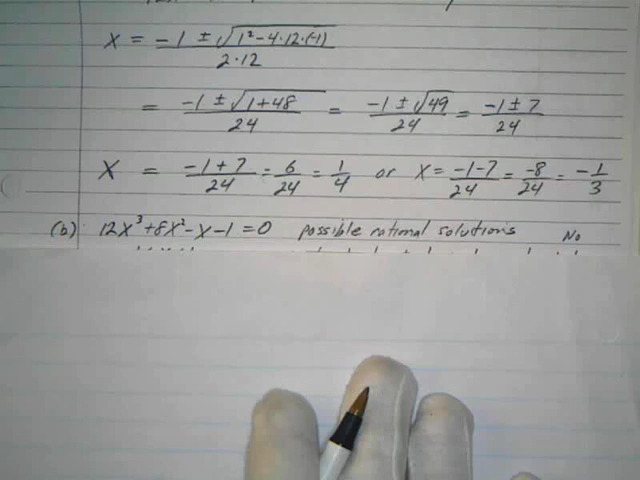 x = -1 ± √(1² - 4·12·(-1)) / 2·12
= -1 ± √(1+48) / 24 = -1 ± √49 / 24 = -1 ± 7 / 24
X = -1 + 7 / 24 = 6/24 = 1/4 or x = -1-7 / 24 = -8/24 = -1/3
(b) 12x³+8x²-x-1=0 possible rational solutions No